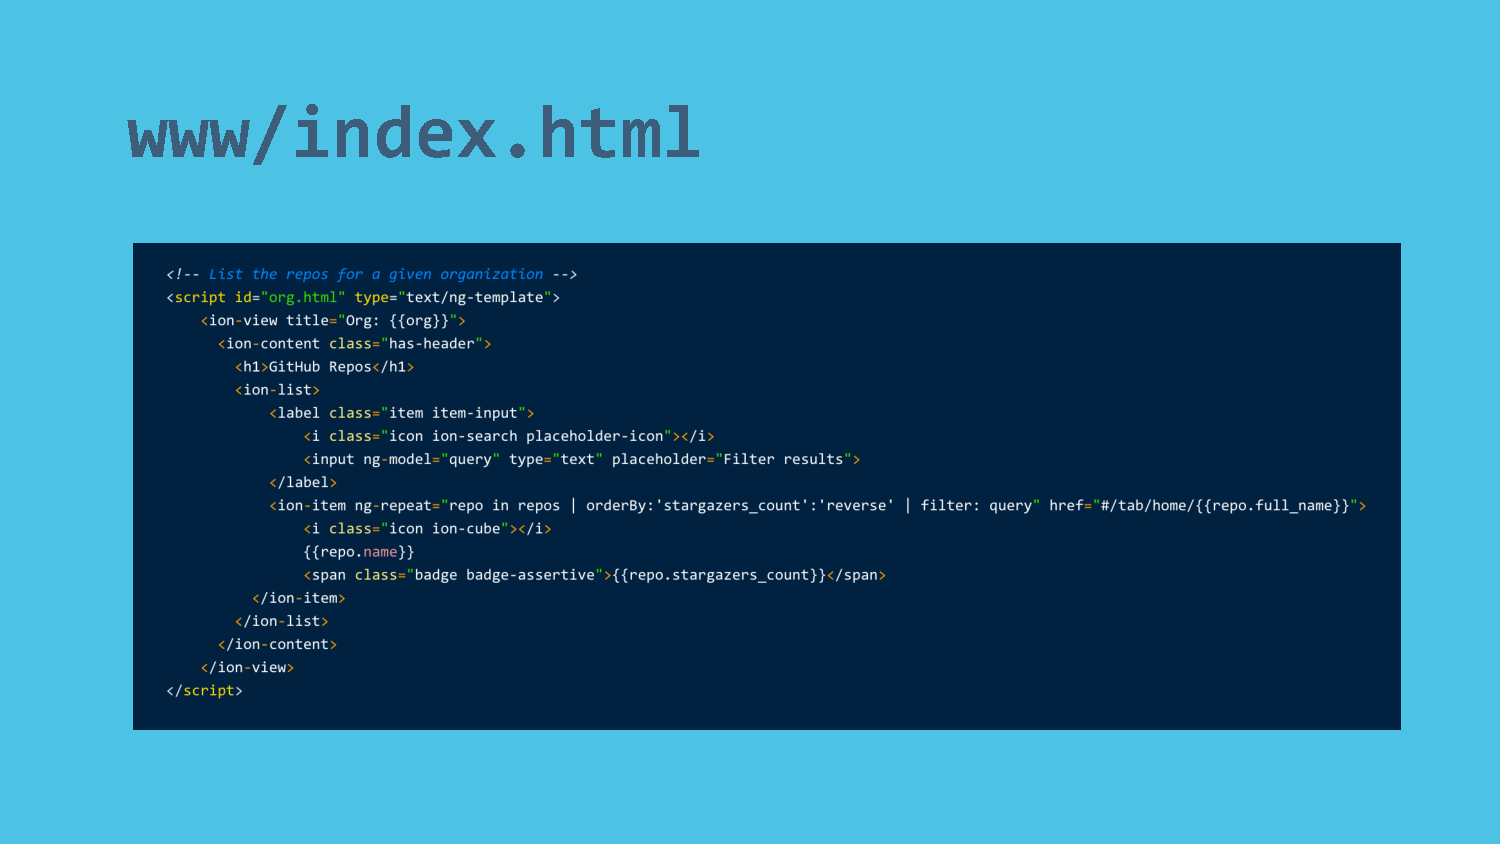 www/index.html
<!-- List the repos for a given organization -->
<script id="org.html" type="text/ng-template">
    <ion-view title="Org: {{org}}">
      <ion-content class="has-header">
        <h1>GitHub Repos</h1>
        <ion-list>
            <label class="item item-input">
                <i class="icon ion-search placeholder-icon"></i>
                <input ng-model="query" type="text" placeholder="Filter results">
            </label>
            <ion-item ng-repeat="repo in repos | orderBy:'stargazers_count':'reverse' | filter: query" href="#/tab/home/{{repo.full_name}}">
                <i class="icon ion-cube"></i>
                {{repo.name}}
                <span class="badge badge-assertive">{{repo.stargazers_count}}</span>
          </ion-item>
        </ion-list>
      </ion-content>
    </ion-view>
</script>